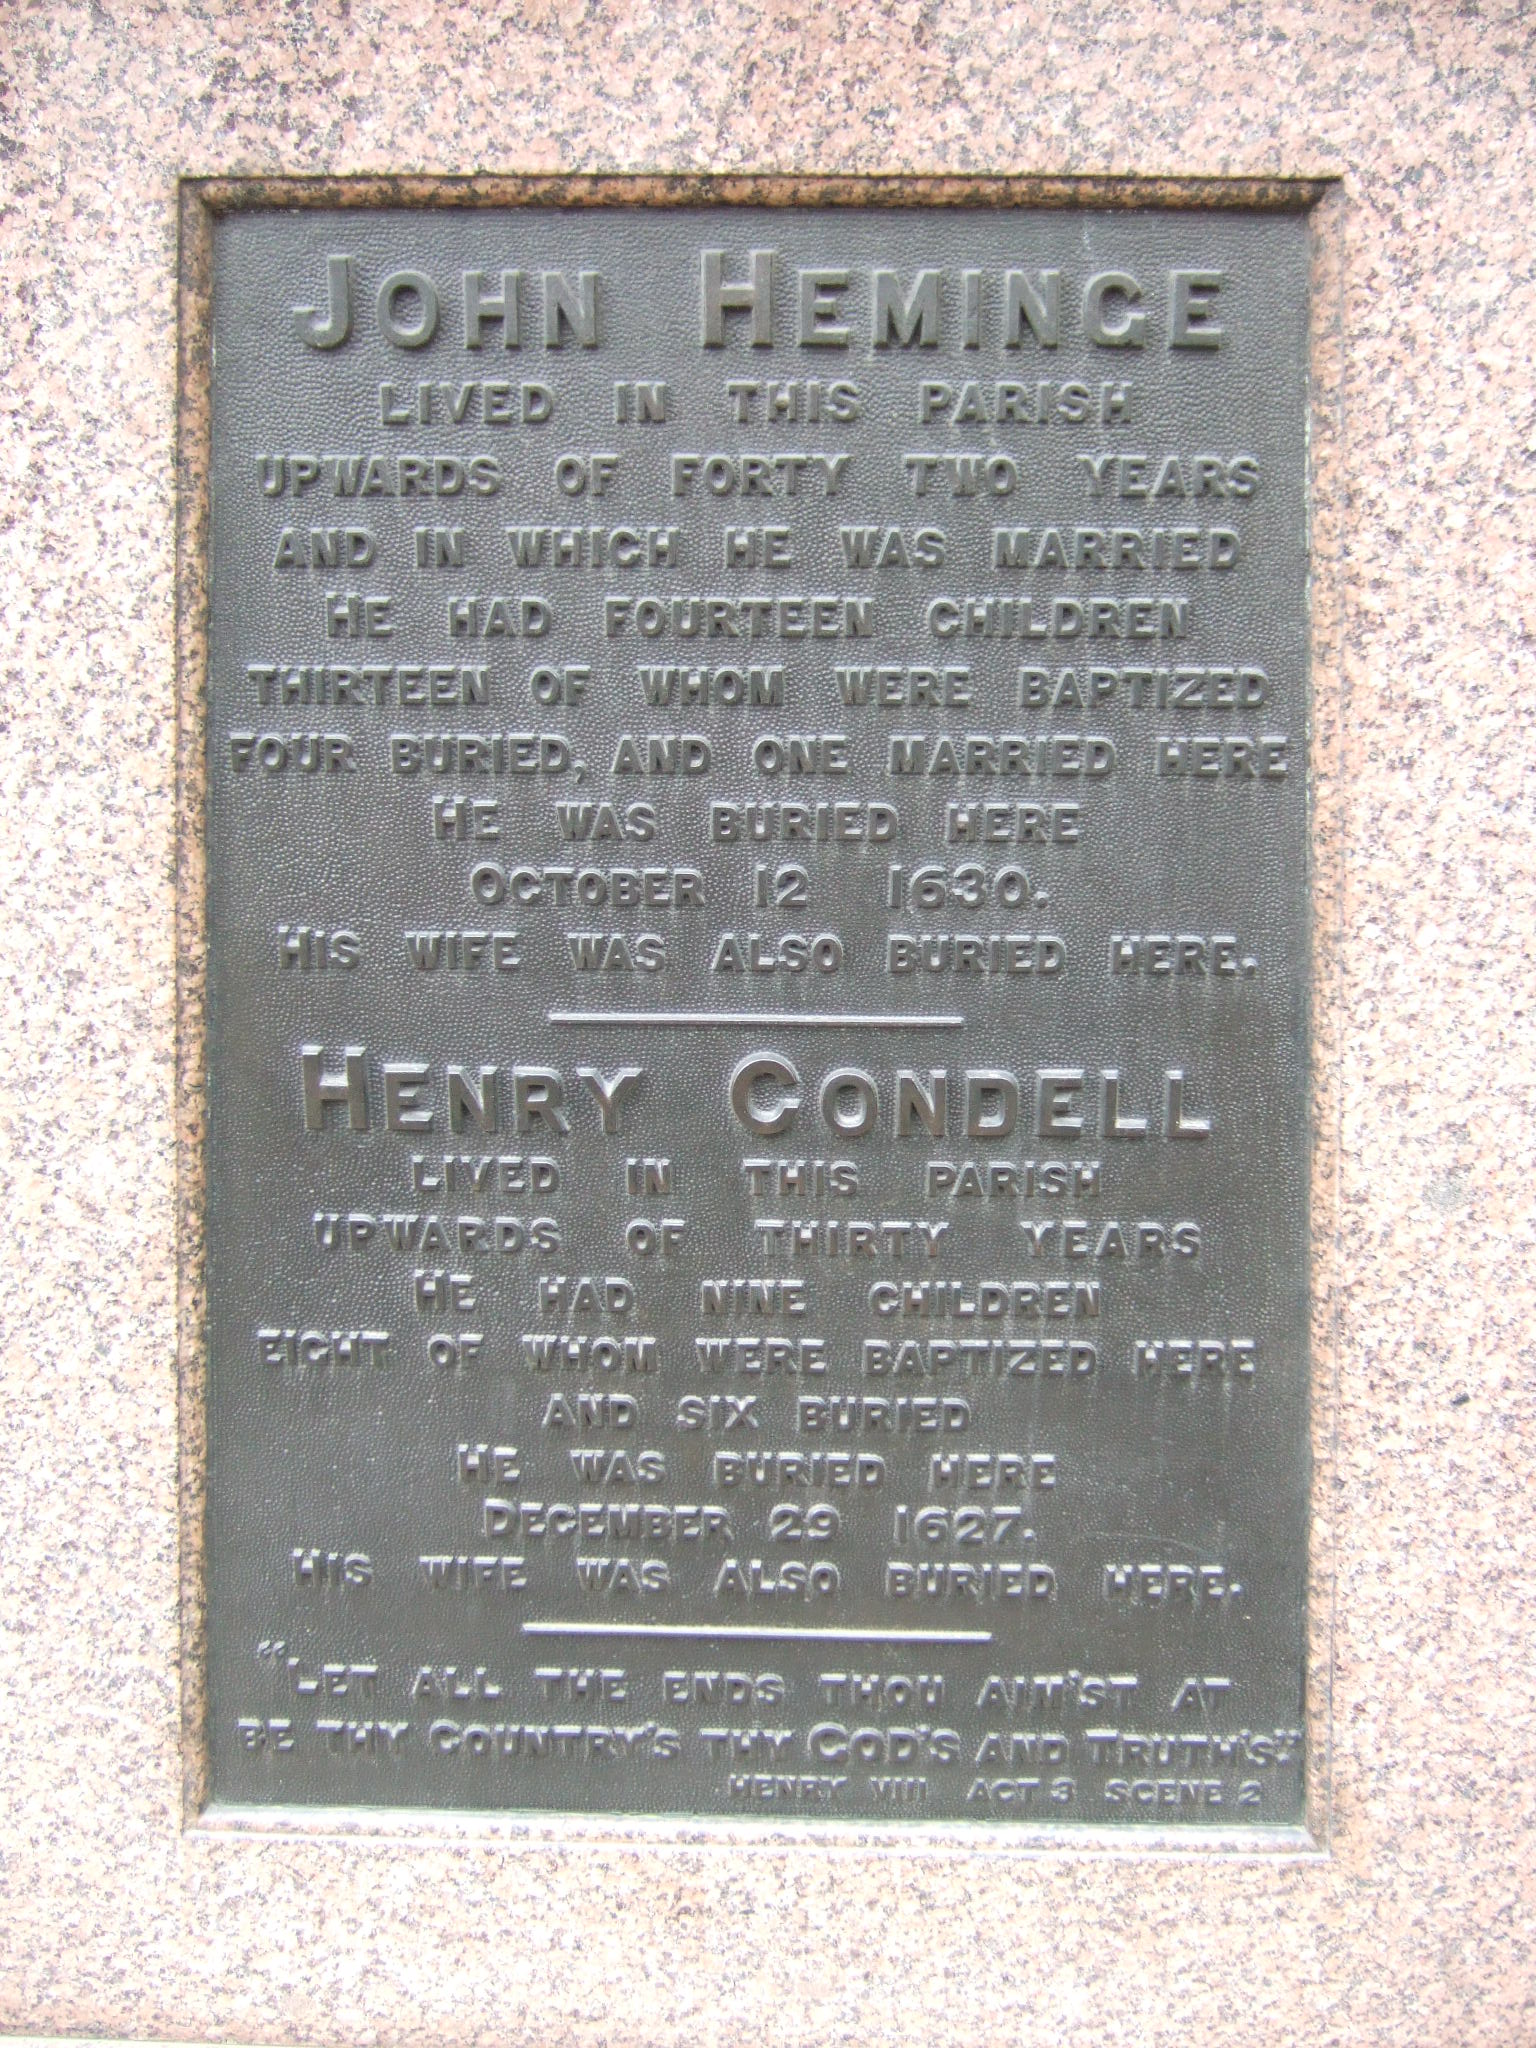 JOHN HEMINGE
LIVED IN THIS PARISH
UPWARDS OF FORTY TWO YEARS
AND IN WHICH HE WAS MARRIED
HE HAD FOURTEEN CHILDREN
THIRTEEN OF WHOM WERE BAPTIZED
FOUR BURIED, AND ONE MARRIED HERE
HE WAS BURIED HERE
OCTOBER 12 1630.
HIS WIFE WAS ALSO BURIED HERE.
HENRY CONDELL
LIVED IN THIS PARISH
UPWARDS OF THIRTY YEARS
HE HAD NINE CHILDREN
EIGHT OF WHOM WERE BAPTIZED HERE
AND SIX BURIED
HE WAS BURIED HERE
DECEMBER 29 1627.
HIS WIFE WAS ALSO BURIED HERE.
“LET ALL THE ENDS THOU AIM'ST AT
BE THY COUNTRY'S THY GOD'S AND TRUTH'S”
HENRY VIII ACT 3 SCENE 2